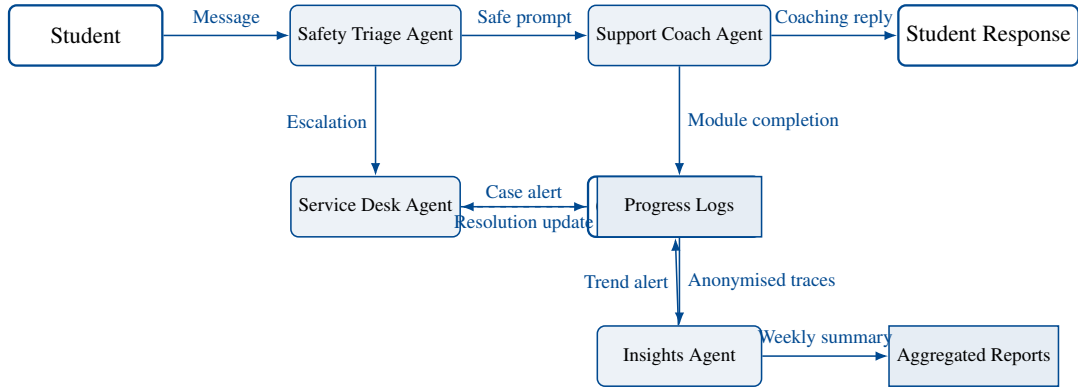 Message
Safe prompt
Coaching reply
Student
Safety Triage Agent
Support Coach Agent
Student Response
Escalation
Module completion
Case alert
Service Desk Agent
Progress Logs
Resolution update
Trend alert
Anonymised traces
Weekly summary
Insights Agent
Aggregated Reports